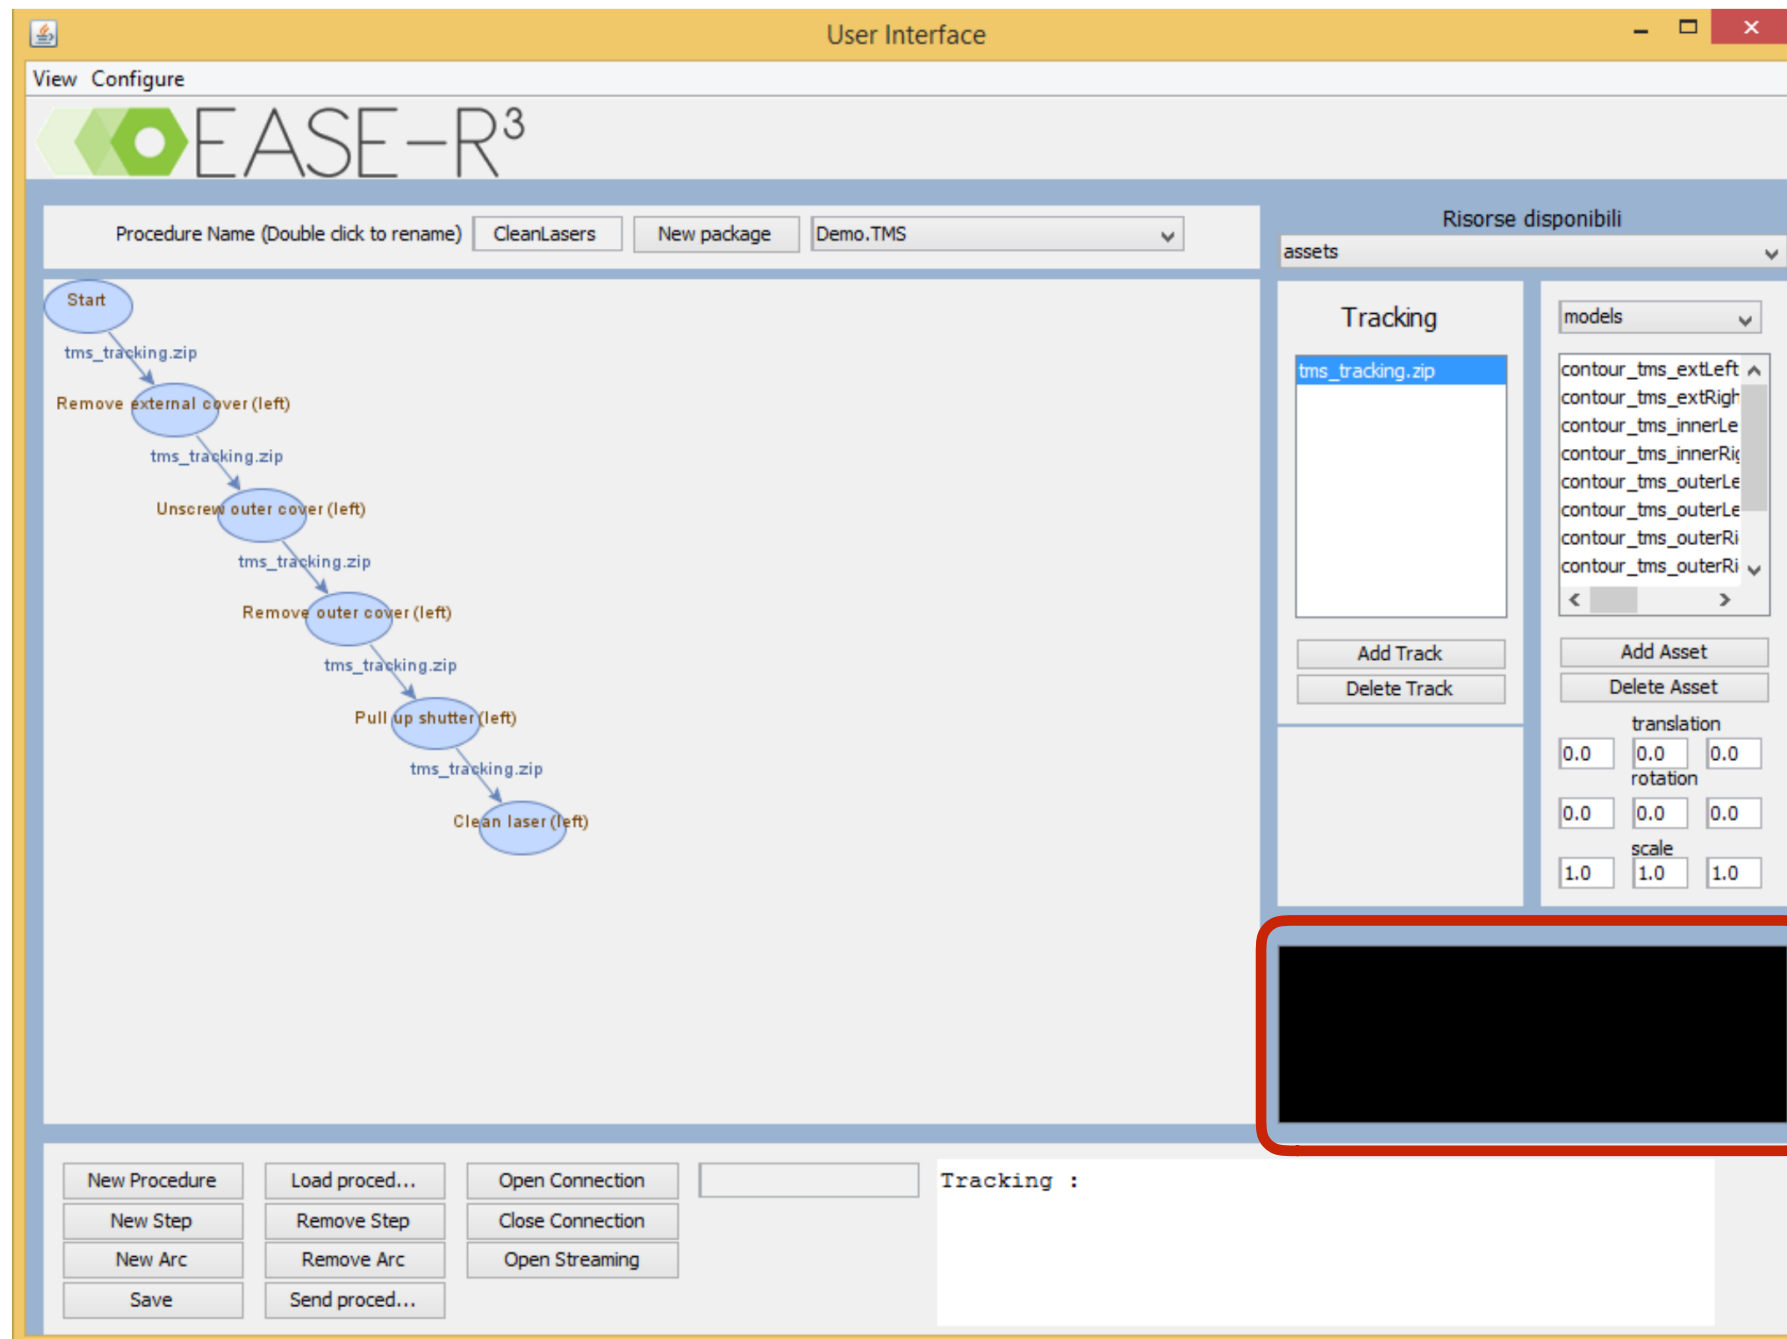 User Interface
View Configure
EASE-R³
Procedure Name (Double click to rename) CleanLasers New package Demo.TMS
Risorse disponibili
assets
Start
tms_tracking.zip
Remove external cover (left)
tms_tracking.zip
Unscrew outer cover (left)
tms_tracking.zip
Remove outer cover (left)
tms_tracking.zip
Pull up shutter (left)
tms_tracking.zip
Clean laser (left)
Tracking
tms_tracking.zip
Add Track
Delete Track
models
contour_tms_extLeft
contour_tms_extRigh
contour_tms_innerLe
contour_tms_innerRig
contour_tms_outerLe
contour_tms_outerLe
contour_tms_outerRi
contour_tms_outerRi
Add Asset
Delete Asset
translation
0.0 0.0 0.0
rotation
0.0 0.0 0.0
scale
1.0 1.0 1.0
New Procedure Load proced... Open Connection
New Step Remove Step Close Connection
New Arc Remove Arc Open Streaming
Save Send proced...
Tracking :